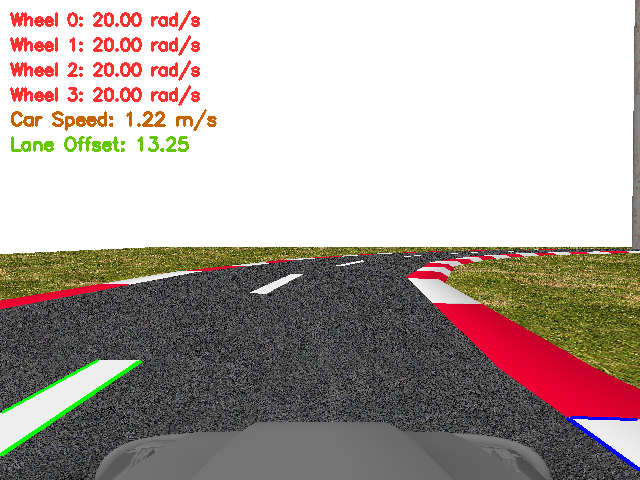 Wheel 0: 20.00 rad/s
Wheel 1: 20.00 rad/s
Wheel 2: 20.00 rad/s
Wheel 3: 20.00 rad/s
Car Speed: 1.22 m/s
Lane Offset: 13.25